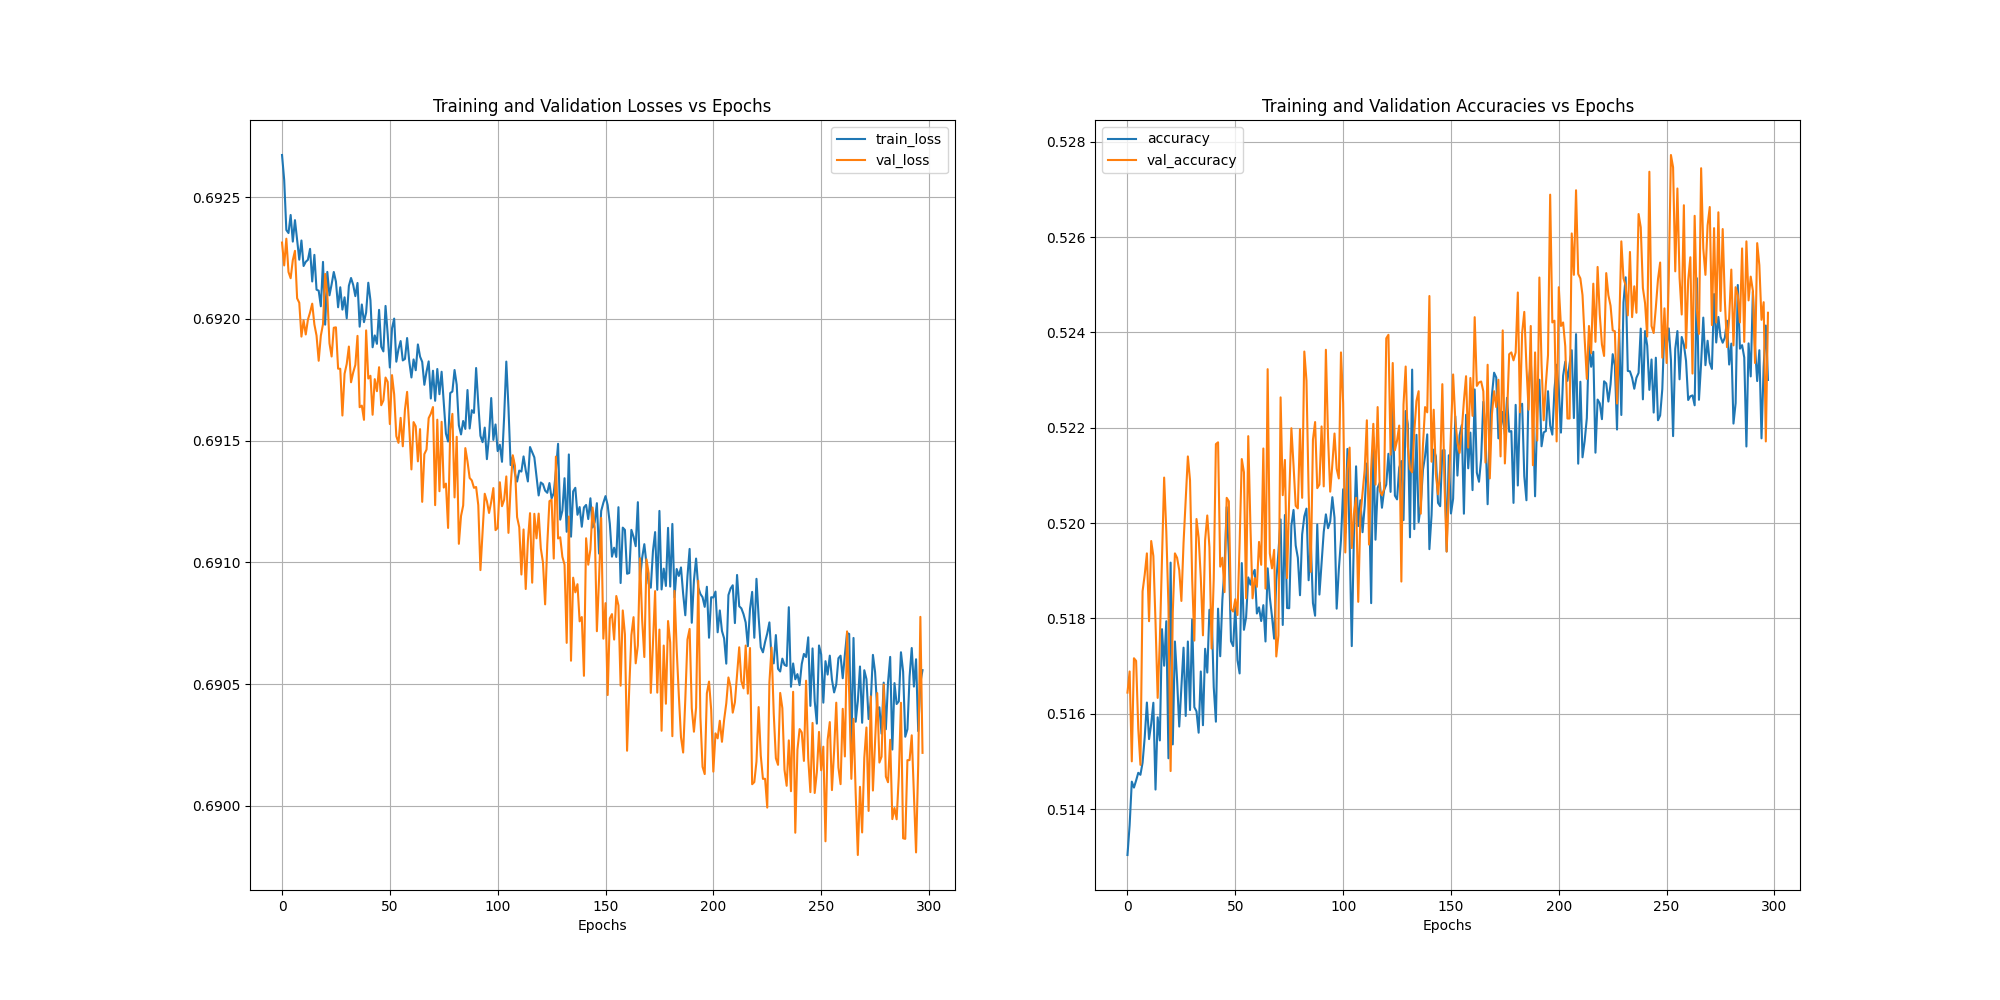 Training and Validation Losses vs Epochs
train_loss
val_loss
0.6925
0.6920
0.6915
0.6910
0.6905
0.6900
0 50 100 150 200 250 300
Epochs
Training and Validation Accuracies vs Epochs
accuracy
val_accuracy
0.528
0.526
0.524
0.522
0.520
0.518
0.516
0.514
0 50 100 150 200 250 300
Epochs